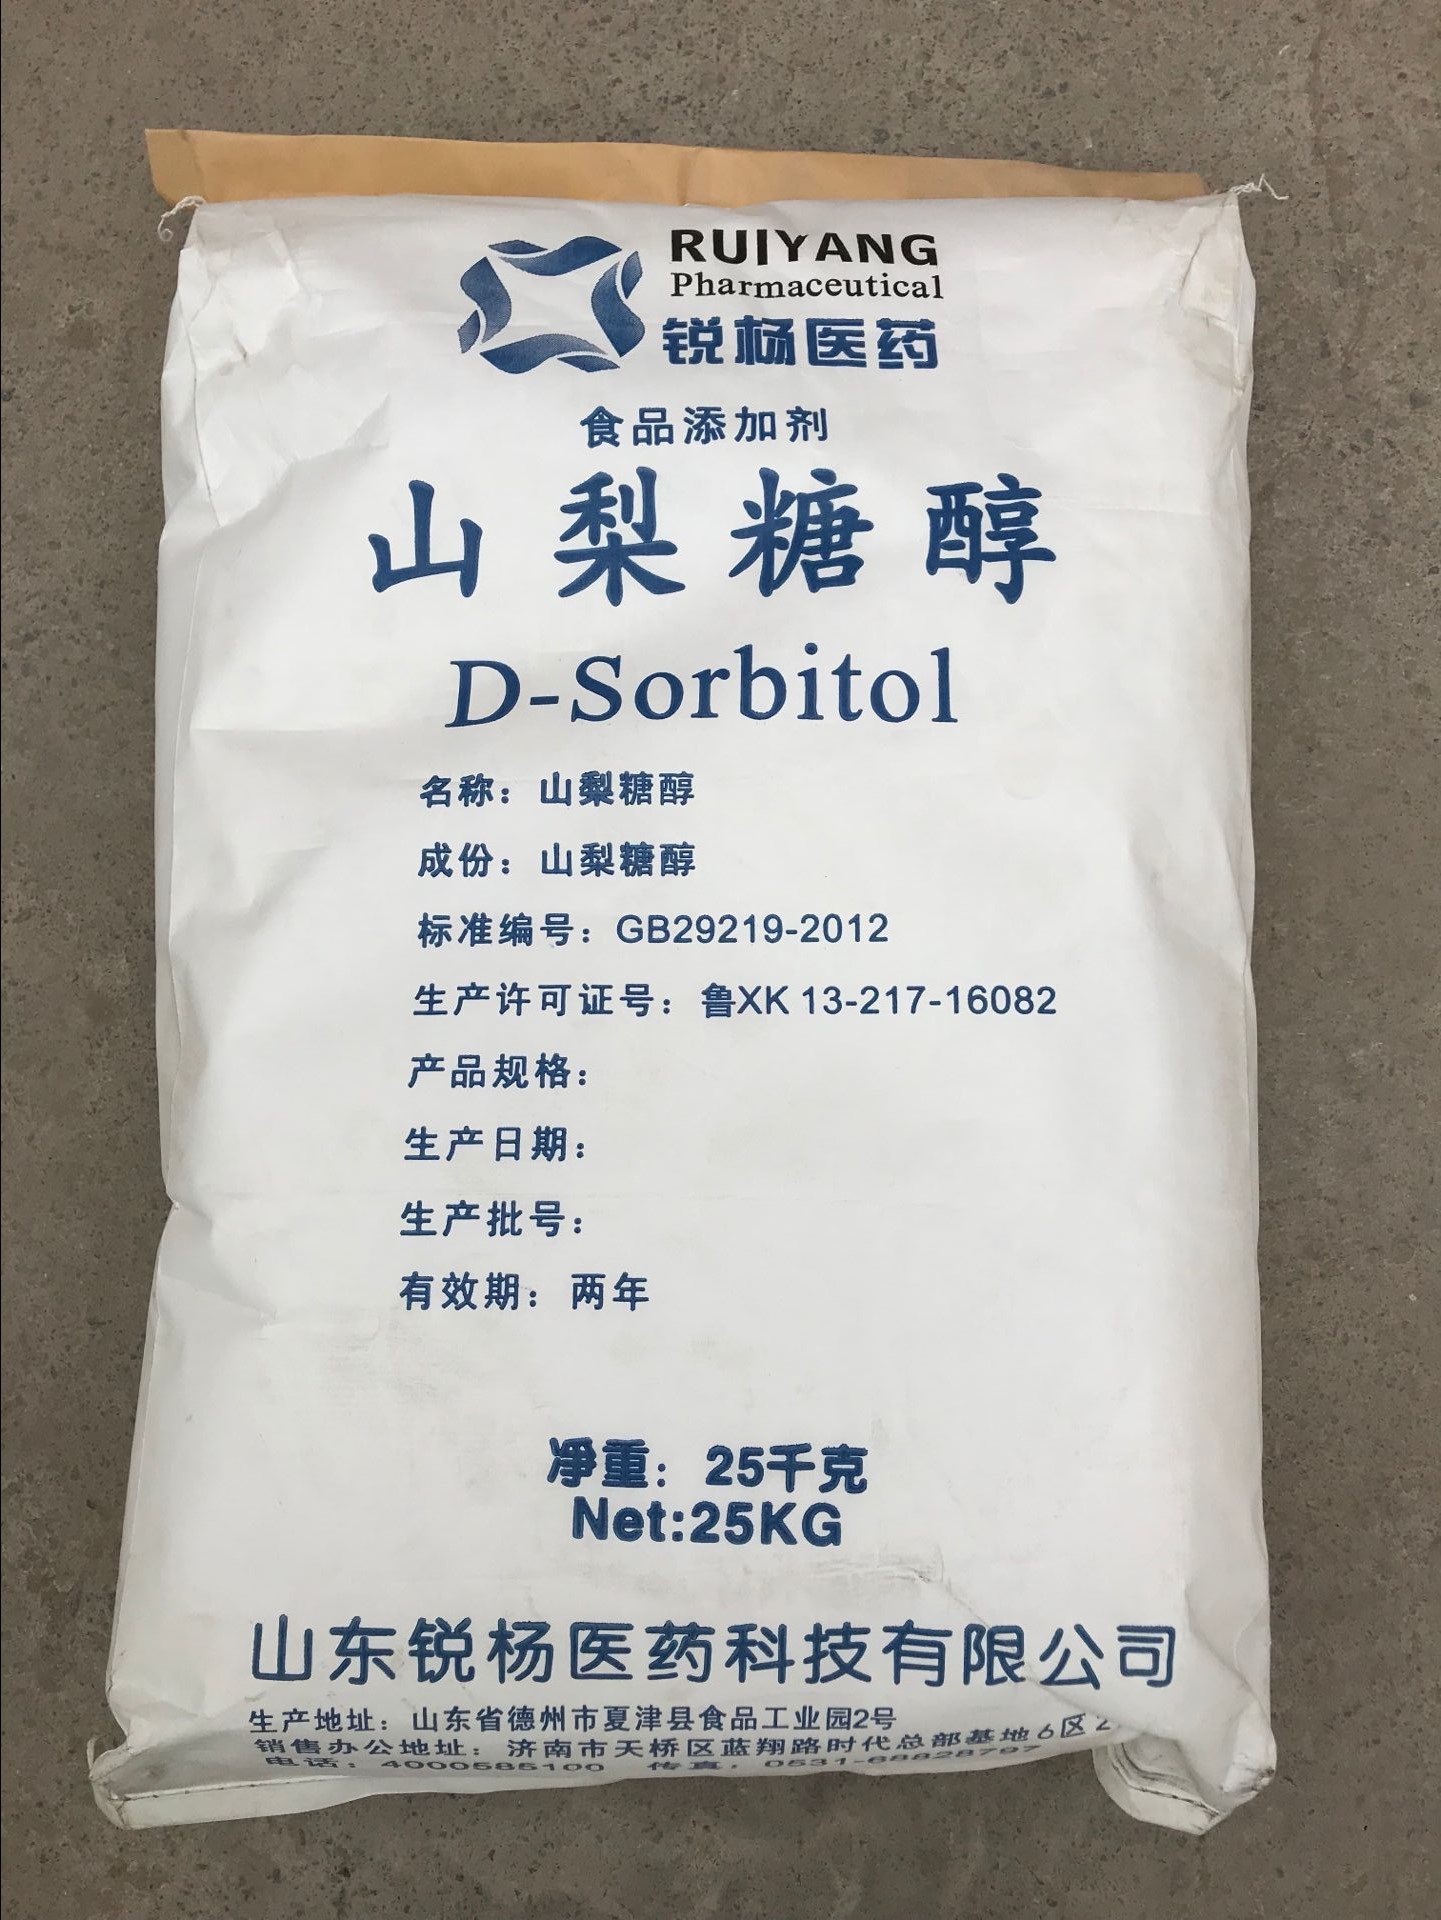 RUIYANG
Pharmaceutical
锐杨医药
食品添加剂
山梨糖醇
D-Sorbitol
名称：山梨糖醇
成份：山梨糖醇
标准编号：GB29219-2012
生产许可证号：鲁XK 13-217-16082
产品规格：
生产日期：
生产批号：
有效期：两年
净重：25千克
Net:25KG
山东锐杨医药科技有限公司
生产地址：山东省德州市夏津县食品工业园2号
销售办公地址：济南市天桥区蓝翔路时代总部基地6区2
电话：4000585100 传真：0531-68828797